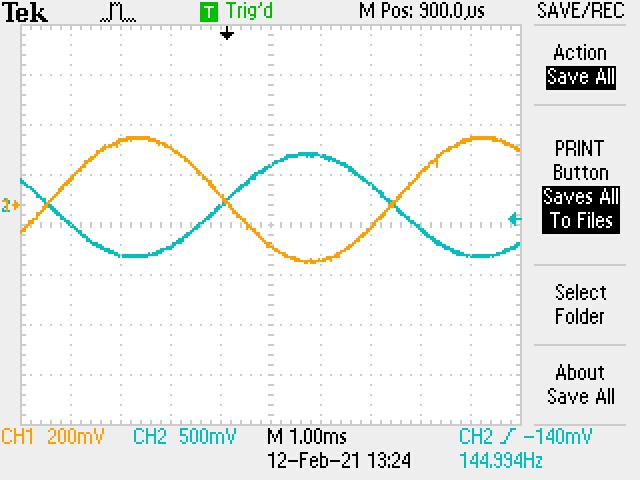 Tek T Trig'd M Pos: 900.0µs SAVE/REC
Action
Save All
PRINT
Button
Saves All
To Files
Select
Folder
About
Save All
CH1 200mV CH2 500mV M 1.00ms CH2 -140mV
12-Feb-21 13:24 144.994Hz